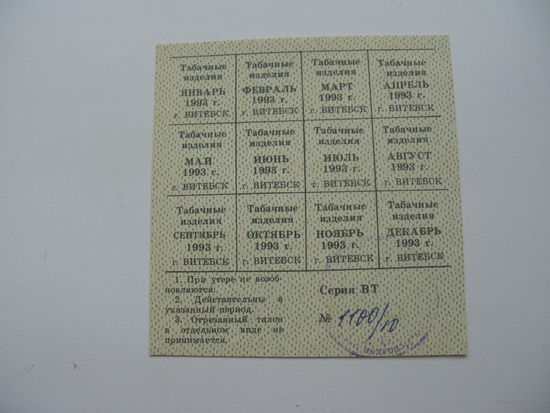 Табачные Табачные Табачные Табачные
изделия изделия изделия изделия
ЯНВАРЬ ФЕВРАЛЬ МАРТ АПРЕЛЬ
1993 г. 1993 г. 1993 г. 1993 г.
г. ВИТЕБСК г. ВИТЕБСК г. ВИТЕБСК г. ВИТЕБСК
Табачные Табачные Табачные Табачные
изделия изделия изделия изделия
МАЙ ИЮНЬ ИЮЛЬ АВГУСТ
1993 г. 1993 г. 1993 г. 1993 г.
г. ВИТЕБСК г. ВИТЕБСК г. ВИТЕБСК г. ВИТЕБСК
Табачные Табачные Табачные Табачные
изделия изделия изделия изделия
СЕНТЯБРЬ ОКТЯБРЬ НОЯБРЬ ДЕКАБРЬ
1993 г. 1993 г. 1993 г. 1993 г.
г. ВИТЕБСК г. ВИТЕБСК г. ВИТЕБСК г. ВИТЕБСК
1. При утере не возоб-
новляются.
2. Действительны в
указанный период.
3. Отрезанный талон
в отдельном виде не
принимается.
Серия ВТ
№ 1100/10